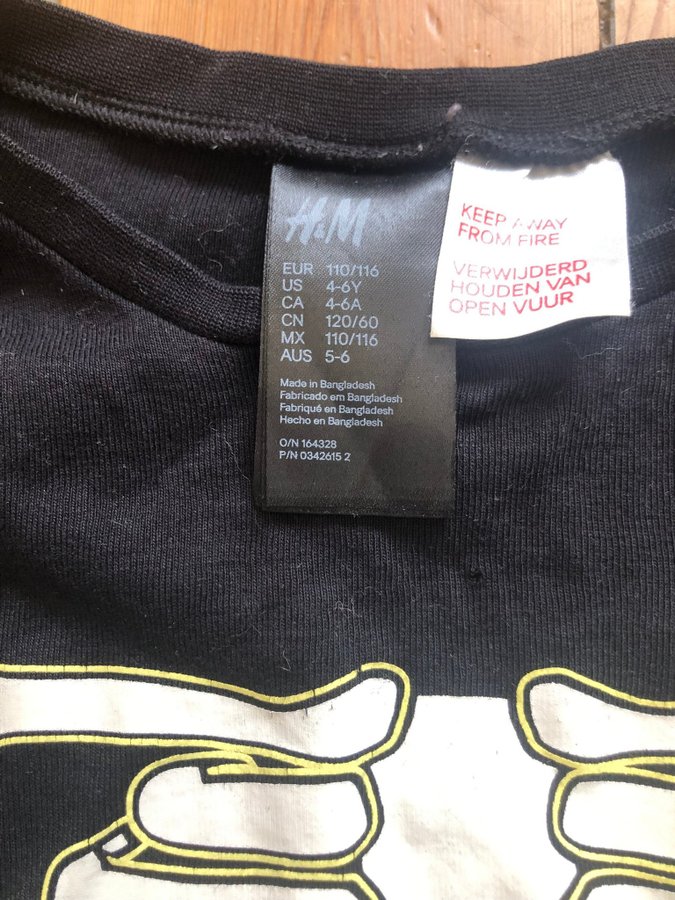 H&M
EUR 110/116
US 4-6Y
CA 4-6A
CN 120/60
MX 110/116
AUS 5-6
Made in Bangladesh
Fabricado em Bangladesh
Fabriqué en Bangladesh
Hecho en Bangladesh
O/N 164328
P/N 0342615 2
KEEP AWAY
FROM FIRE
VERWIJDERD
HOUDEN VAN
OPEN VUUR